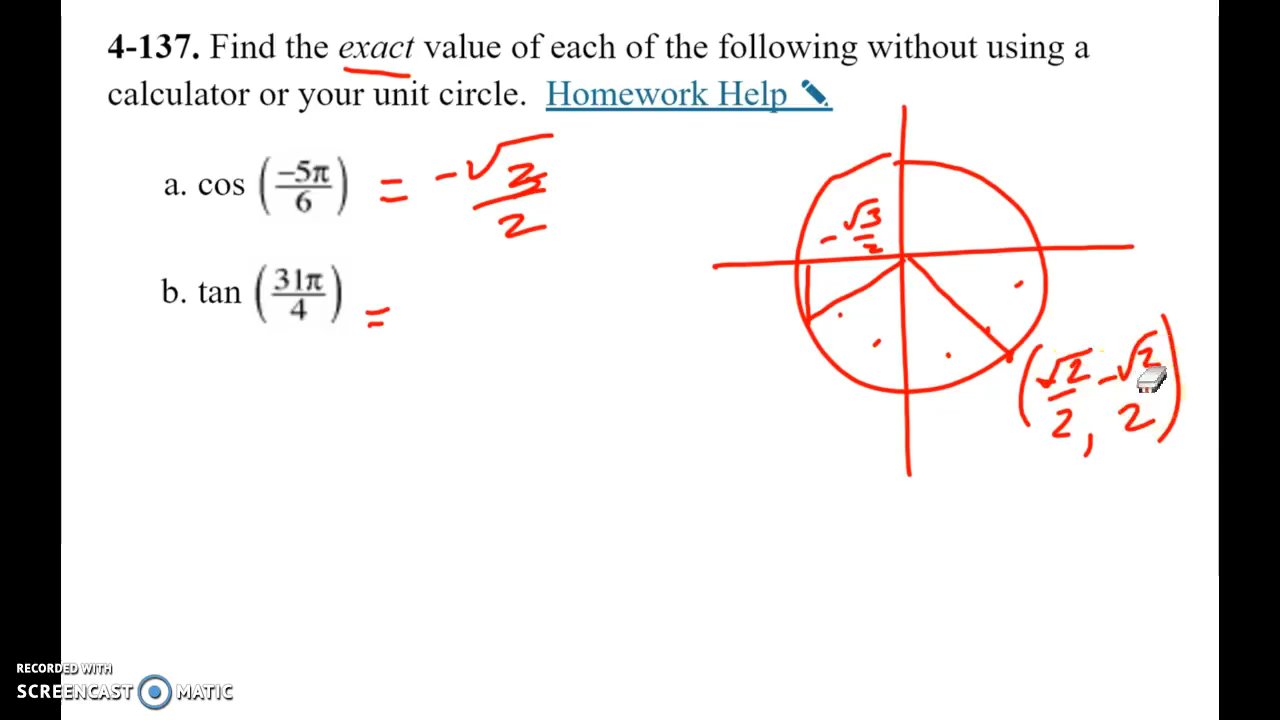 4-137. Find the exact value of each of the following without using a
calculator or your unit circle. Homework Help
a. cos (-5π/6) = -√3/2
-√3/2
b. tan (31π/4) =
(√2/2, -√2/2)
RECORDED WITH
SCREENCAST MATIC